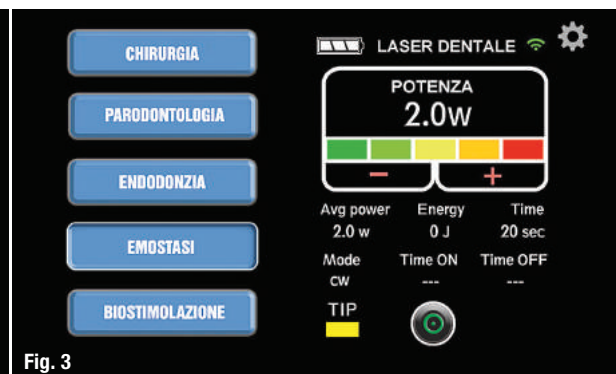 CHIRURGIA
PARODONTOLOGIA
ENDODONZIA
EMOSTASI
BIOSTIMOLAZIONE
LASER DENTALE
POTENZA
2.0W
− +
Avg power Energy Time
2.0 w 0 J 20 sec
Mode Time ON Time OFF
CW --- ---
TIP
Fig. 3